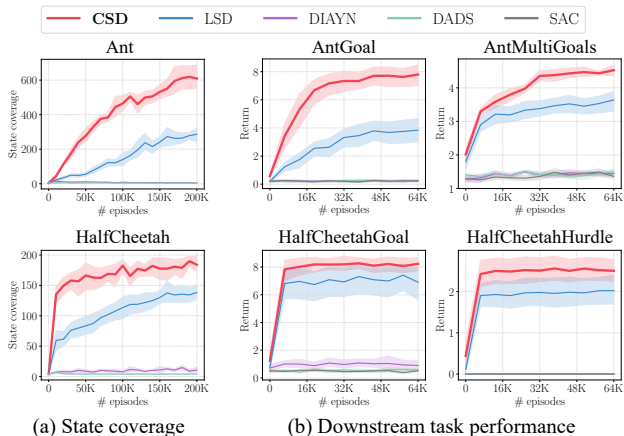 CSD LSD DIAYN DADS SAC
Ant AntGoal AntMultiGoals
State coverage
600
400
200
0
0 50K 100K 150K 200K
# episodes
Return
8
6
4
2
0
0 16K 32K 48K 64K
# episodes
Return
4
3
2
1
0 16K 32K 48K 64K
# episodes
HalfCheetah HalfCheetahGoal HalfCheetahHurdle
State coverage
200
150
100
50
0
0 50K 100K 150K 200K
# episodes
Return
8
6
4
2
0
0 16K 32K 48K 64K
# episodes
Return
2
1
0
0 16K 32K 48K 64K
# episodes
(a) State coverage (b) Downstream task performance